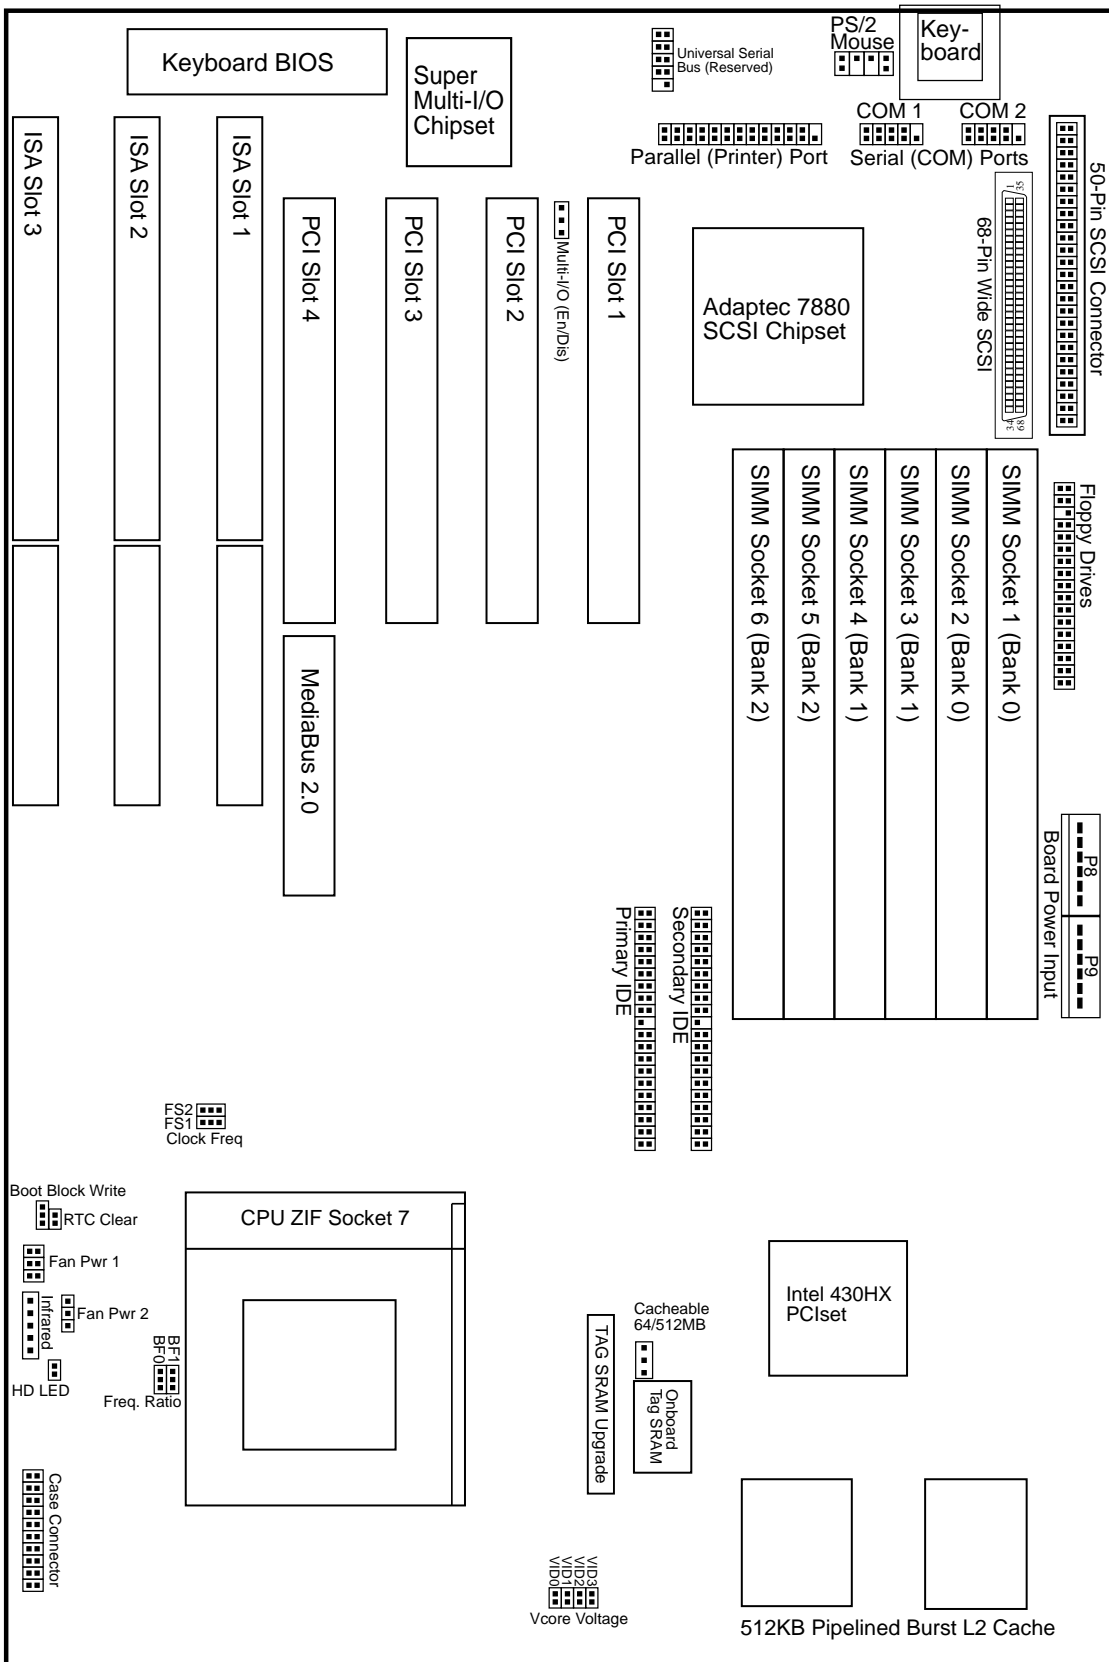 Keyboard BIOS
Super
Multi-I/O
Chipset
Universal Serial
Bus (Reserved)
PS/2
Mouse
Key-
board
COM 1
COM 2
Parallel (Printer) Port
Serial (COM) Ports
ISA Slot 3
ISA Slot 2
ISA Slot 1
PCI Slot 4
PCI Slot 3
PCI Slot 2
Multi-I/O (En/Dis)
PCI Slot 1
Adaptec 7880
SCSI Chipset
68-Pin Wide SCSI
1
35
34
68
50-Pin SCSI Connector
SIMM Socket 6 (Bank 2)
SIMM Socket 5 (Bank 2)
SIMM Socket 4 (Bank 1)
SIMM Socket 3 (Bank 1)
SIMM Socket 2 (Bank 0)
SIMM Socket 1 (Bank 0)
Floppy Drives
MediaBus 2.0
Board Power Input
P8
P9
Primary IDE
Secondary IDE
FS2
FS1
Clock Freq
Boot Block Write
RTC Clear
Fan Pwr 1
Infrared
Fan Pwr 2
HD LED
BF0
BF1
Freq. Ratio
CPU ZIF Socket 7
Case Connector
TAG SRAM Upgrade
Cacheable
64/512MB
Onboard
Tag SRAM
Intel 430HX
PCIset
VID0
VID1
VID2
VID3
Vcore Voltage
512KB Pipelined Burst L2 Cache